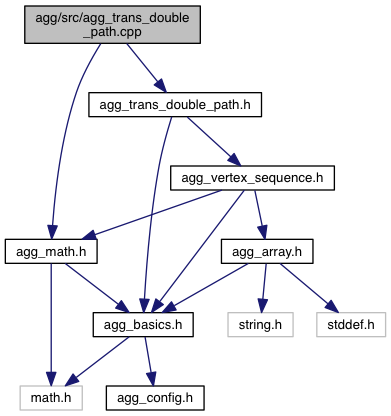 agg/src/agg_trans_double
_path.cpp
agg_trans_double_path.h
agg_vertex_sequence.h
agg_math.h
agg_array.h
agg_basics.h
string.h
stddef.h
math.h
agg_config.h